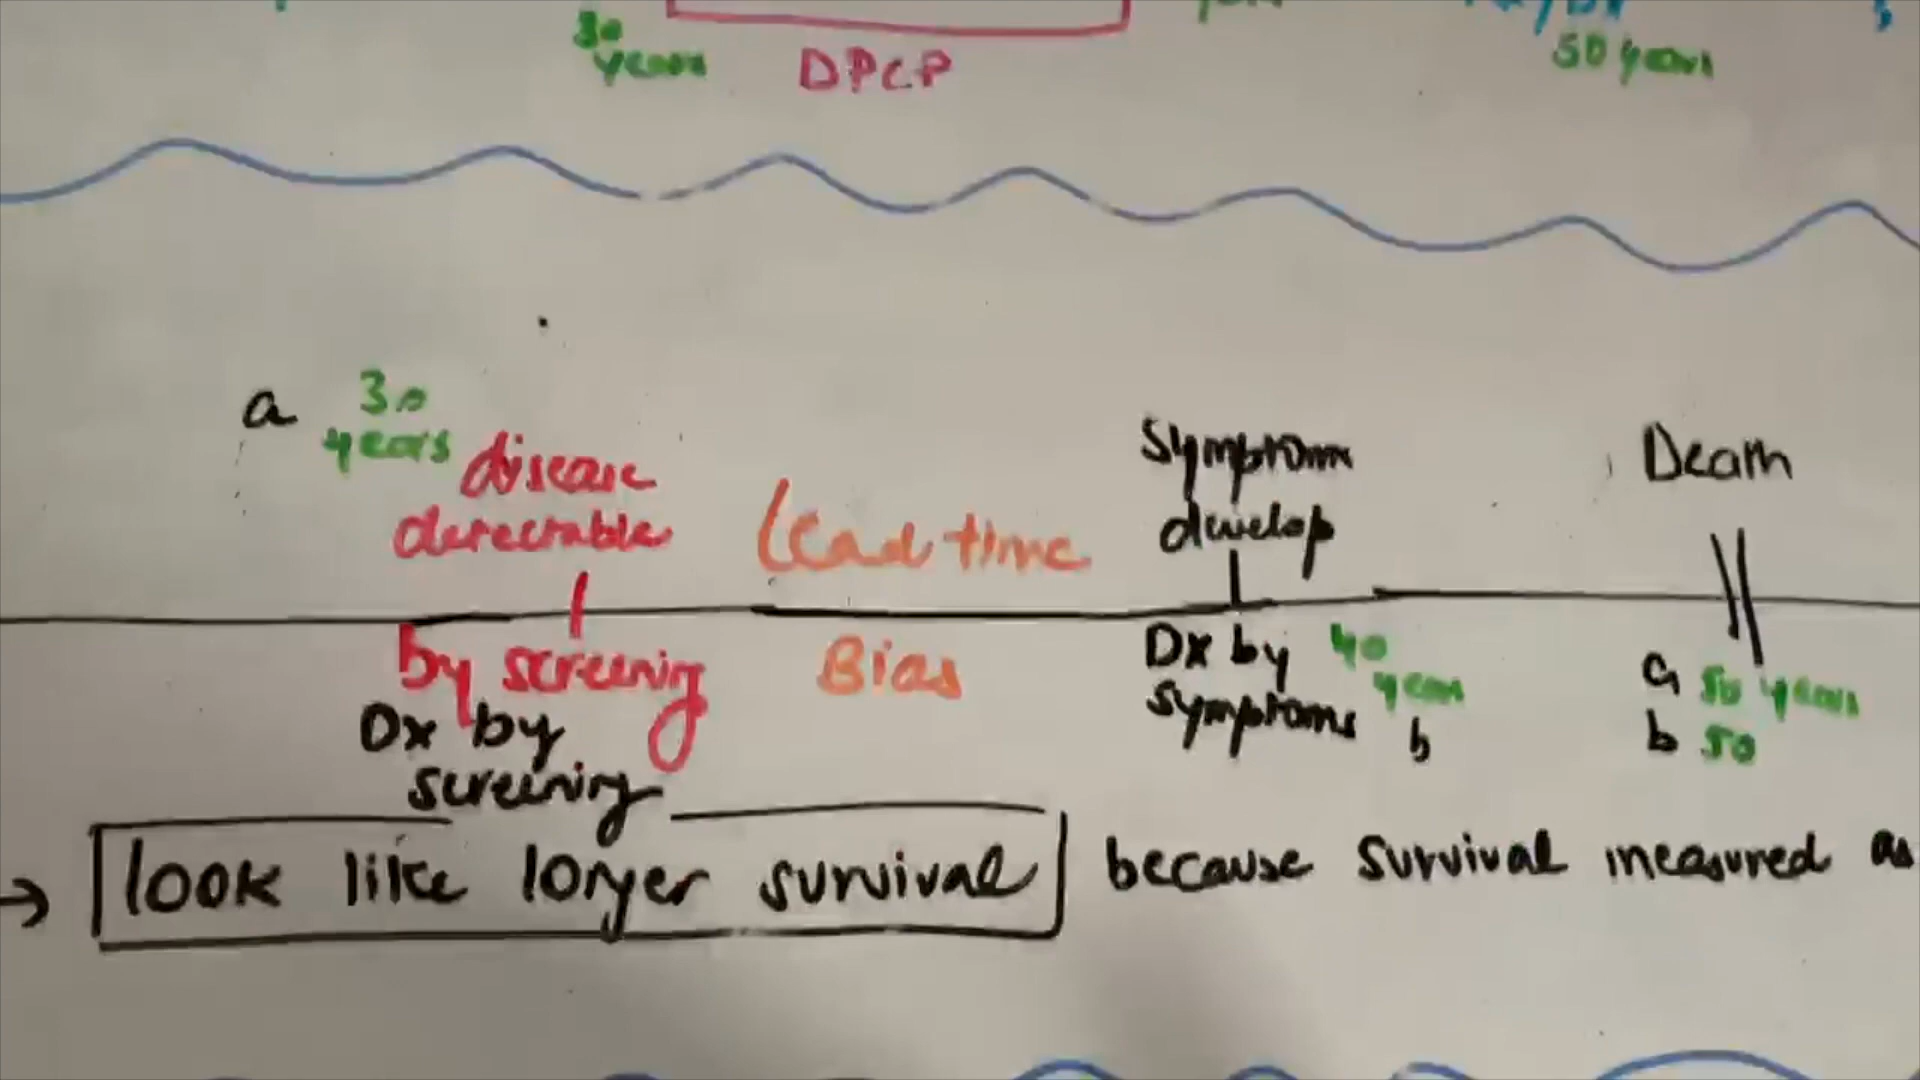 30
years
DPCP
50 years
a
30
years
disease
detectable
Lead time
Symptom
develop
Death
by screening
Bias
Dx by
symptoms
40
years
b
a 50 years
b 50
Dx by
screening
→ look like longer survival because survival measured as